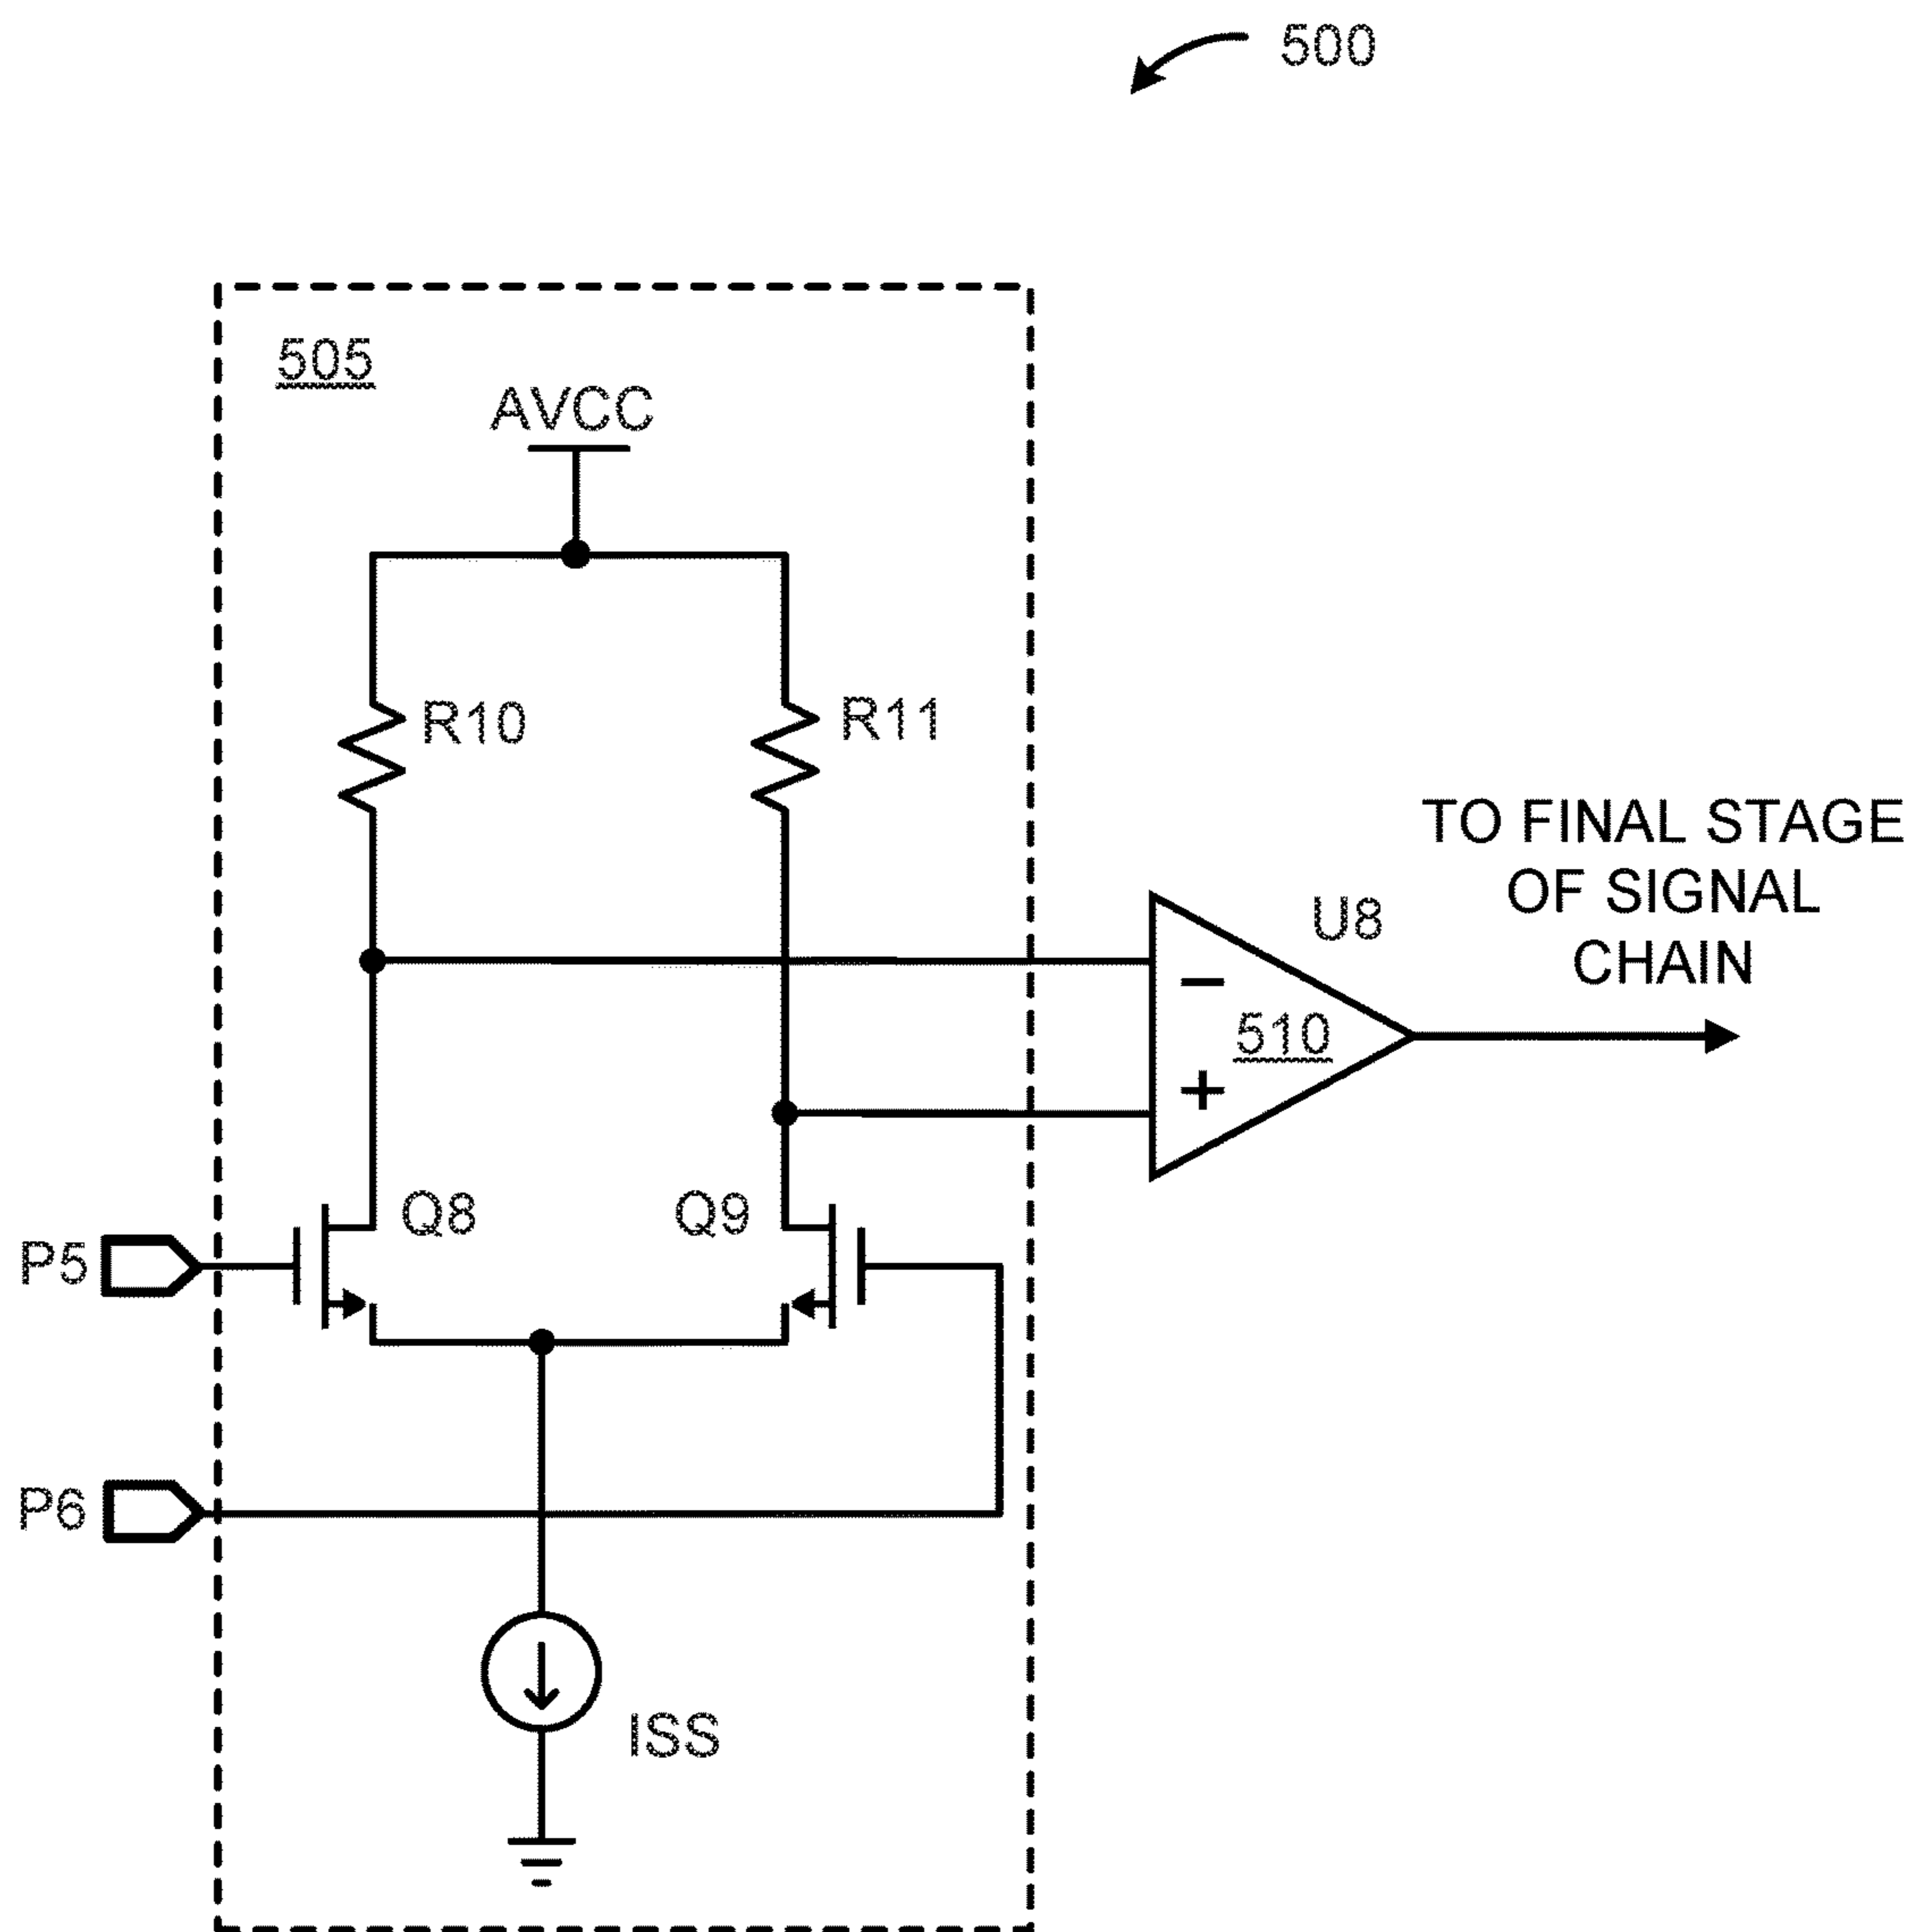 500
505
AVCC
R10
R11
TO FINAL STAGE
OF SIGNAL
CHAIN
U8
−
510
+
Q8
Q9
P5
P6
ISS